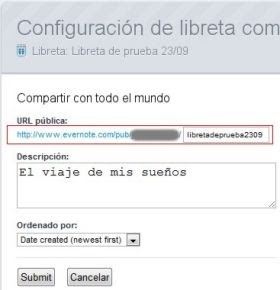 Configuración de libreta com
Libreta: Libreta de prueba 23/09
Compartir con todo el mundo
URL pública:
http://www.evernote.com/pub/ / libretadeprueba2309
Descripción:
El viaje de mis sueños
Ordenado por:
Date created (newest first)
Submit Cancelar